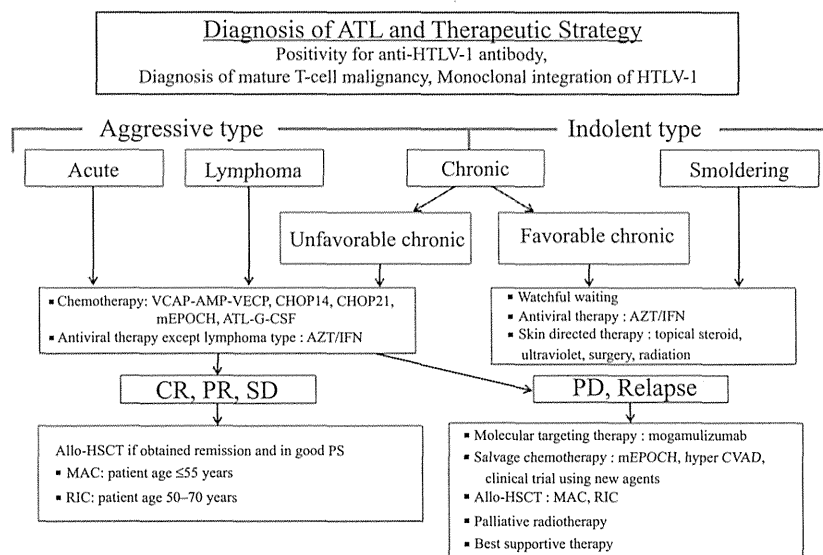 Diagnosis of ATL and Therapeutic Strategy
Positivity for anti-HTLV-1 antibody,
Diagnosis of mature T-cell malignancy, Monoclonal integration of HTLV-1
Aggressive type
Indolent type
Acute
Lymphoma
Chronic
Smoldering
Unfavorable chronic
Favorable chronic
▪ Chemotherapy: VCAP-AMP-VECP, CHOP14, CHOP21,
mEPOCH, ATL-G-CSF
▪ Antiviral therapy except lymphoma type : AZT/IFN
▪ Watchful waiting
▪ Antiviral therapy : AZT/IFN
▪ Skin directed therapy : topical steroid,
ultraviolet, surgery, radiation
CR, PR, SD
PD, Relapse
Allo-HSCT if obtained remission and in good PS
▪ MAC: patient age ≤55 years
▪ RIC: patient age 50–70 years
▪ Molecular targeting therapy : mogamulizumab
▪ Salvage chemotherapy : mEPOCH, hyper CVAD,
clinical trial using new agents
▪ Allo-HSCT : MAC, RIC
▪ Palliative radiotherapy
▪ Best supportive therapy